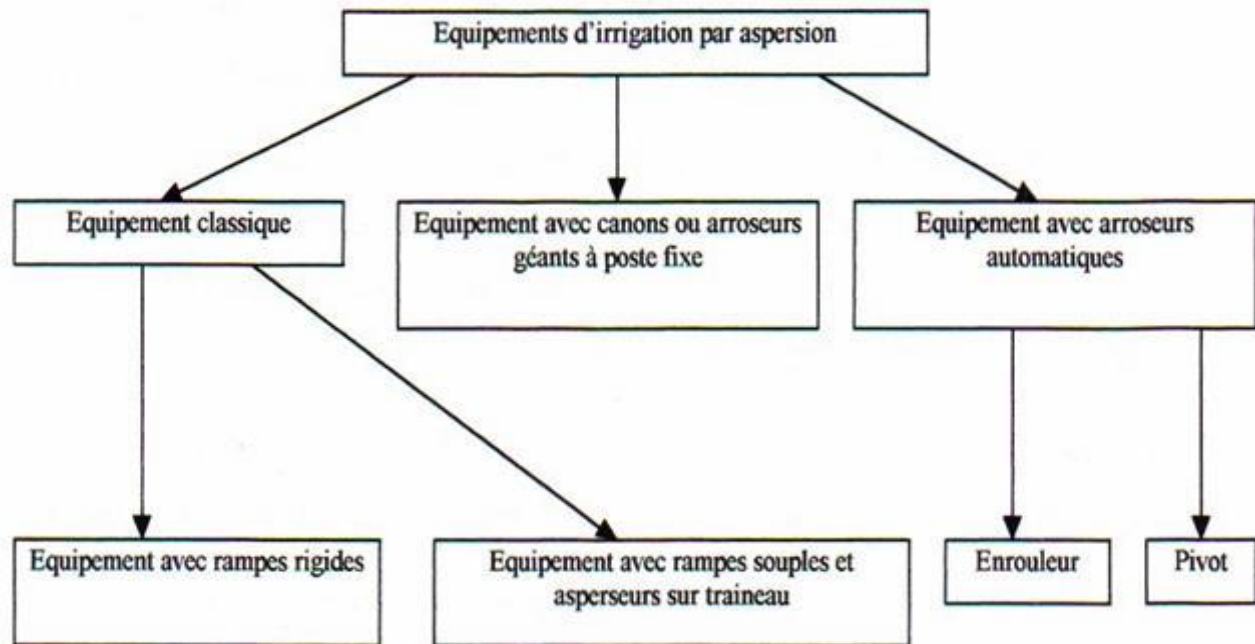 Equipements d'irrigation par aspersion
Equipement classique
Equipement avec canons ou arroseurs
géants à poste fixe
Equipement avec arroseurs
automatiques
Equipement avec rampes rigides
Equipement avec rampes souples et
asperseurs sur traineau
Enrouleur
Pivot